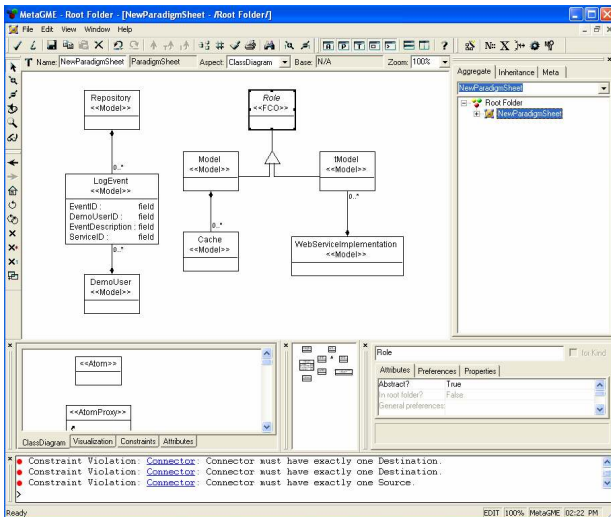 MetaGME - Root Folder - [NewParadigmSheet - /Root Folder/]
File Edit View Window Help
Name: NewParadigmSheet ParadigmSheet Aspect: ClassDiagram Base: N/A Zoom: 100%
Aggregate Inheritance Meta
NewParadigmSheet
Root Folder
NewParadigmSheet
Repository
<<Model>>
Role
<<FCO>>
0..*
LogEvent
<<Model>>
EventID : field
DemoUserID : field
EventDescription : field
ServiceID : field
0..*
DemoUser
<<Model>>
Model
<<Model>>
tModel
<<Model>>
0..*
0..*
Cache
<<Model>>
WebServiceImplementation
<<Model>>
<<Atom>>
<<AtomProxy>>
ClassDiagram Visualization Constraints Attributes
Role for Kind
Attributes Preferences Properties
Abstract? True
In root folder? False
General preferences:
Constraint Violation: Connector: Connector must have exactly one Destination.
Constraint Violation: Connector: Connector must have exactly one Destination.
Constraint Violation: Connector: Connector must have exactly one Source.
>
Ready EDIT 100% MetaGME 02:22 PM